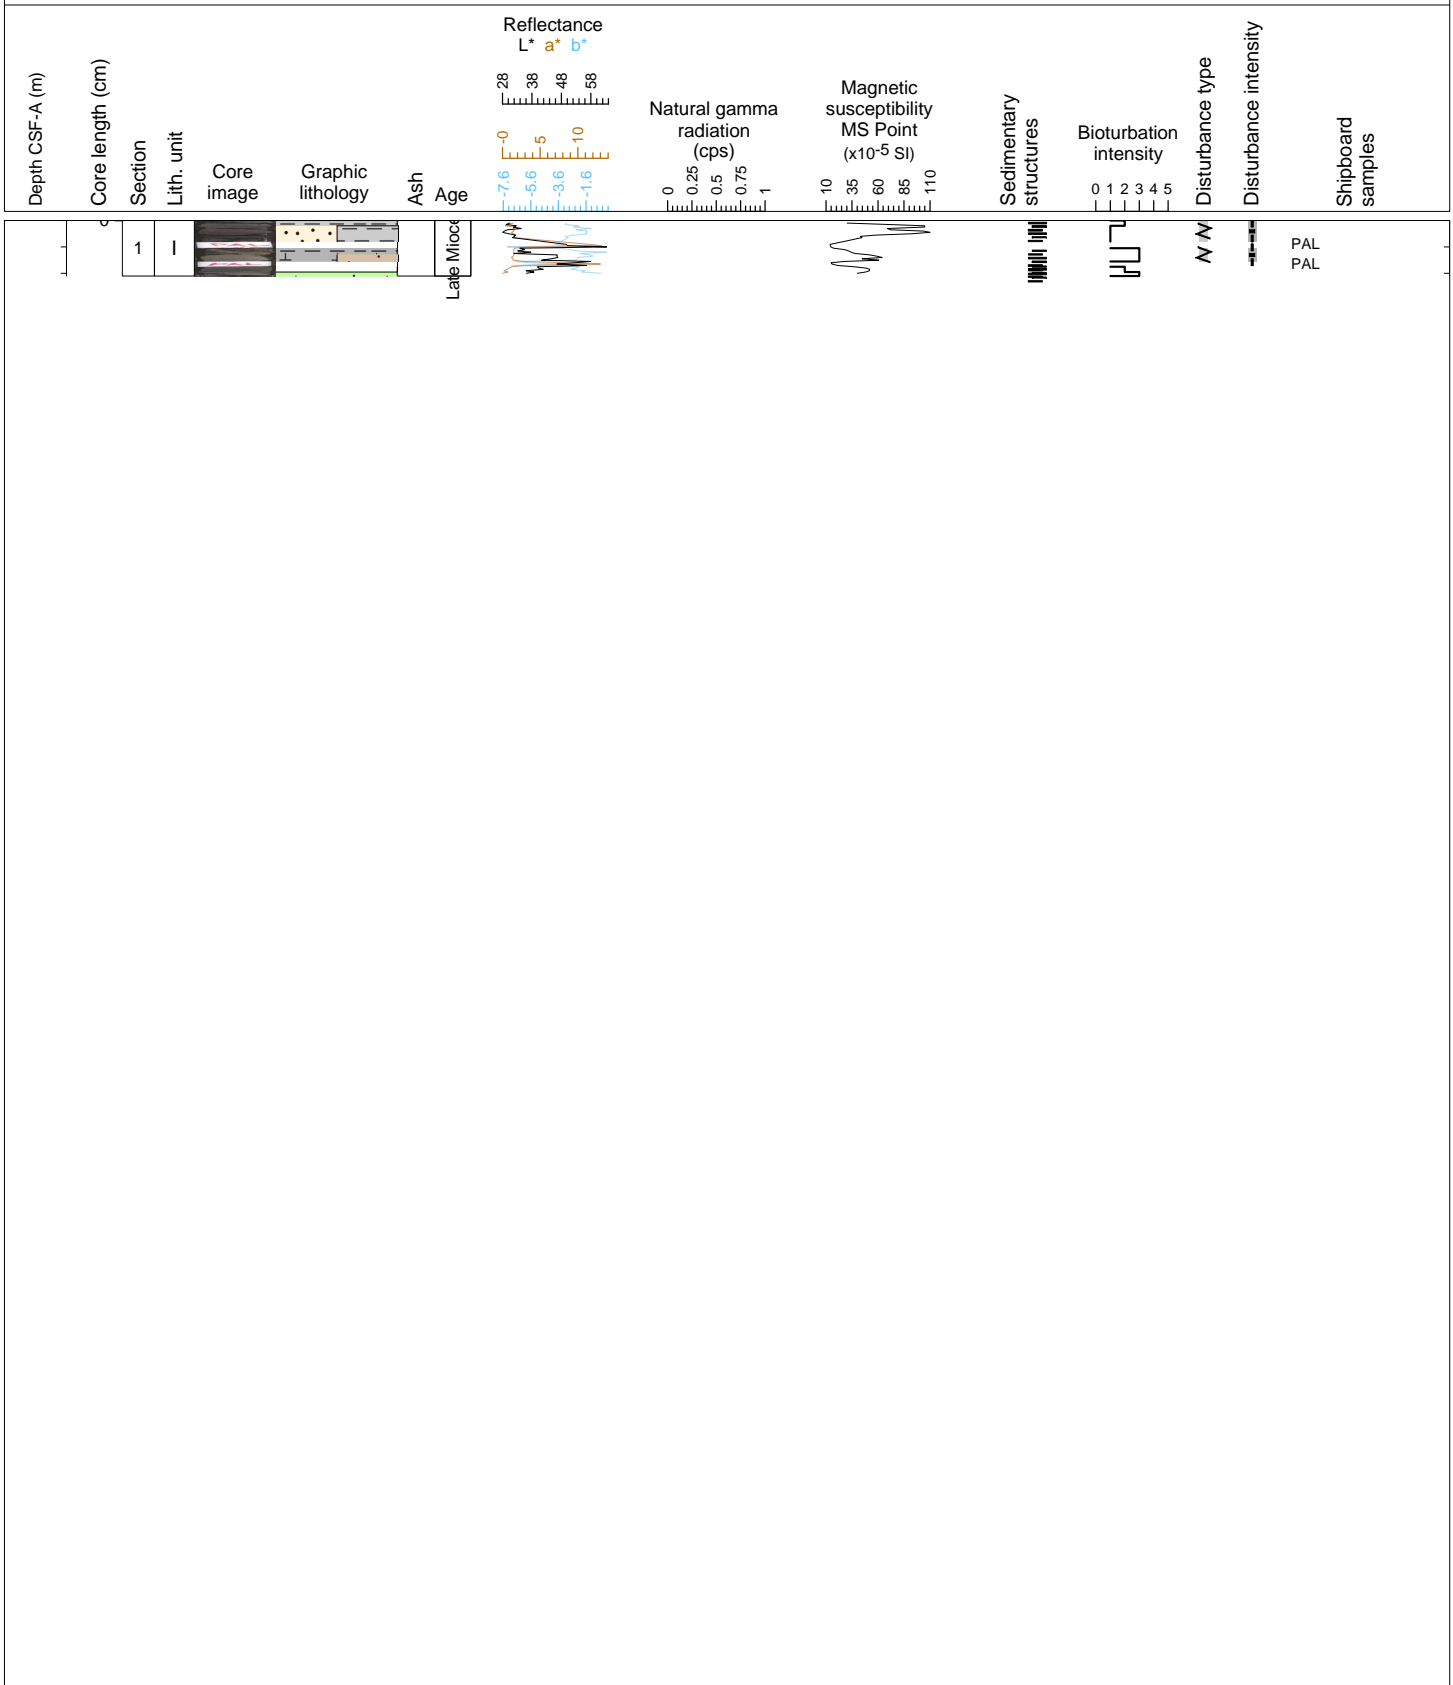 Depth CSF-A (m)
Core length (cm)
Section
Lith. unit
Core
image
Graphic
lithology
Ash
Age
Reflectance
L* a* b*
28 38 48 58
-0 5 10
-7.6 -5.6 -3.6 -1.6
Natural gamma
radiation
(cps)
0 0.25 0.5 0.75 1
Magnetic
susceptibility
MS Point
(x10-5 SI)
10 35 60 85 110
Sedimentary
structures
Bioturbation
intensity
0 1 2 3 4 5
Disturbance type
Disturbance intensity
Shipboard
samples
1
I
PAL
PAL
Late Mioce
PAL
PAL